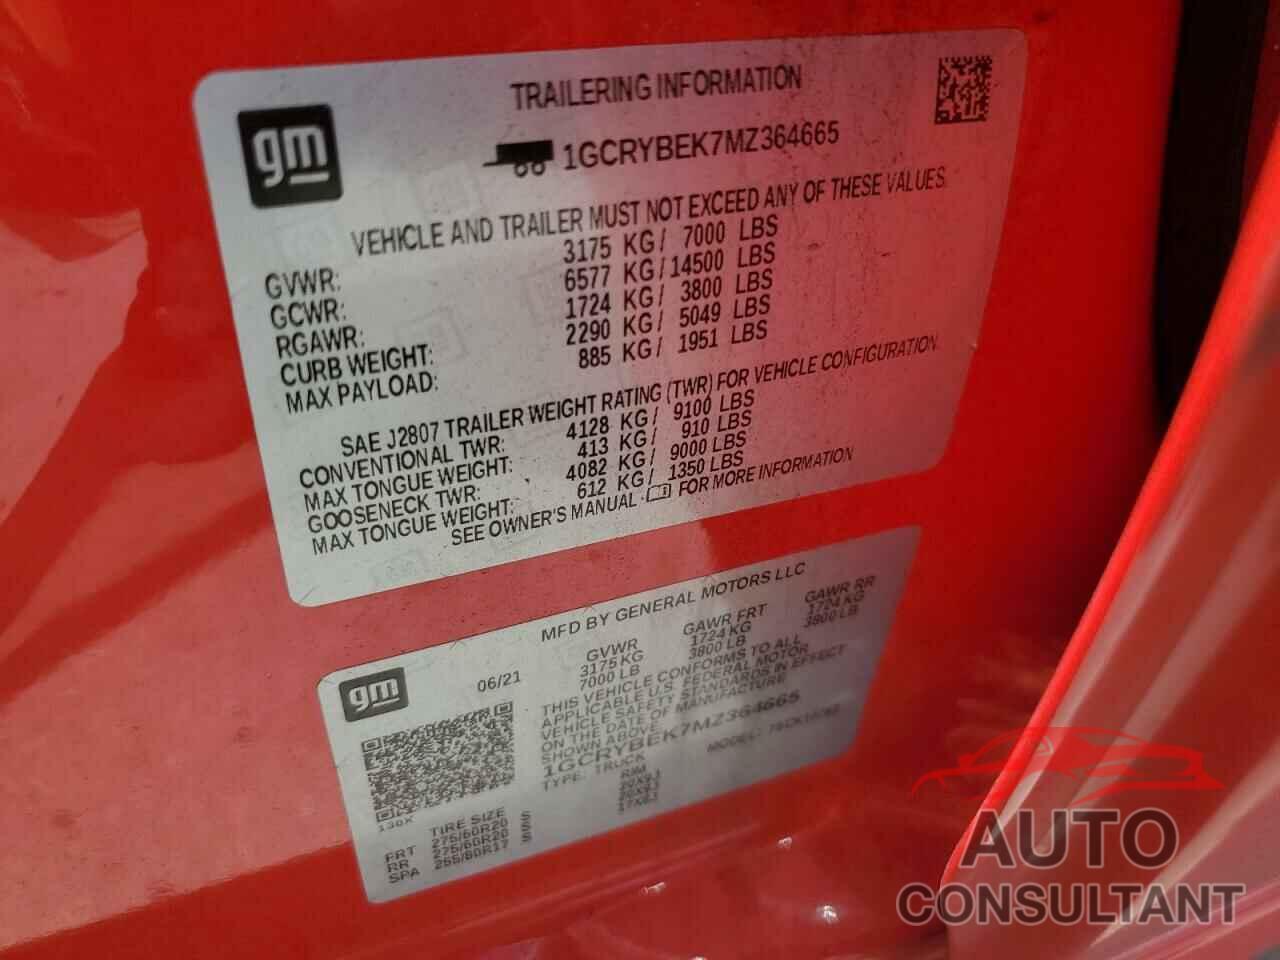 gm
TRAILERING INFORMATION
1GCRYBEK7MZ364665
VEHICLE AND TRAILER MUST NOT EXCEED ANY OF THESE VALUES
GVWR: 3175 KG/ 7000 LBS
GCWR: 6577 KG/14500 LBS
RGAWR: 1724 KG/ 3800 LBS
CURB WEIGHT: 2290 KG/ 5049 LBS
MAX PAYLOAD: 885 KG/ 1951 LBS
SAE J2807 TRAILER WEIGHT RATING (TWR) FOR VEHICLE CONFIGURATION
CONVENTIONAL TWR: 4128 KG/ 9100 LBS
MAX TONGUE WEIGHT: 413 KG/ 910 LBS
GOOSENECK TWR: 4082 KG/ 9000 LBS
MAX TONGUE WEIGHT: 612 KG/ 1350 LBS
SEE OWNER'S MANUAL FOR MORE INFORMATION
gm
06/21
MFD BY GENERAL MOTORS LLC
GVWR GAWR FRT GAWR RR
3175 KG 1724 KG 1724 KG
7000 LB 3800 LB 3800 LB
THIS VEHICLE CONFORMS TO ALL
APPLICABLE U.S. FEDERAL MOTOR
VEHICLE SAFETY STANDARDS IN EFFECT
ON THE DATE OF MANUFACTURE
SHOWN ABOVE.
1GCRYBEK7MZ364665
TYPE: TRUCK MODEL:
130X
TIRE SIZE RIM
FRT 275/60R20 S
RR 275/60R20 S
SPA 255/80R17 S
AUTO
CONSULTANT